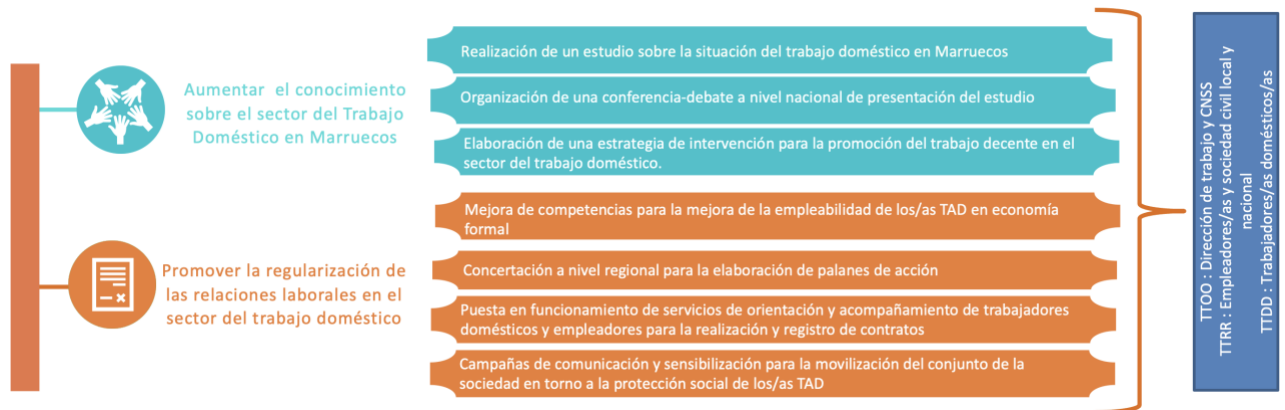 Aumentar el conocimiento
sobre el sector del Trabajo
Doméstico en Marruecos
Realización de un estudio sobre la situación del trabajo doméstico en Marruecos
Organización de una conferencia-debate a nivel nacional de presentación del estudio
Elaboración de una estrategia de intervención para la promoción del trabajo decente en el
sector del trabajo doméstico.
Promover la regularización de
las relaciones laborales en el
sector del trabajo doméstico
Mejora de competencias para la mejora de la empleabilidad de los/as TAD en economía
formal
Concertación a nivel regional para la elaboración de palanes de acción
Puesta en funcionamiento de servicios de orientación y acompañamiento de trabajadores
domésticos y empleadores para la realización y registro de contratos
Campañas de comunicación y sensibilización para la movilización del conjunto de la
sociedad en torno a la protección social de los/as TAD
TTOO : Dirección de trabajo y CNSS
TTRR : Empleadores/as y sociedad civil local y
nacional
TTDD : Trabajadores/as domésticos/as